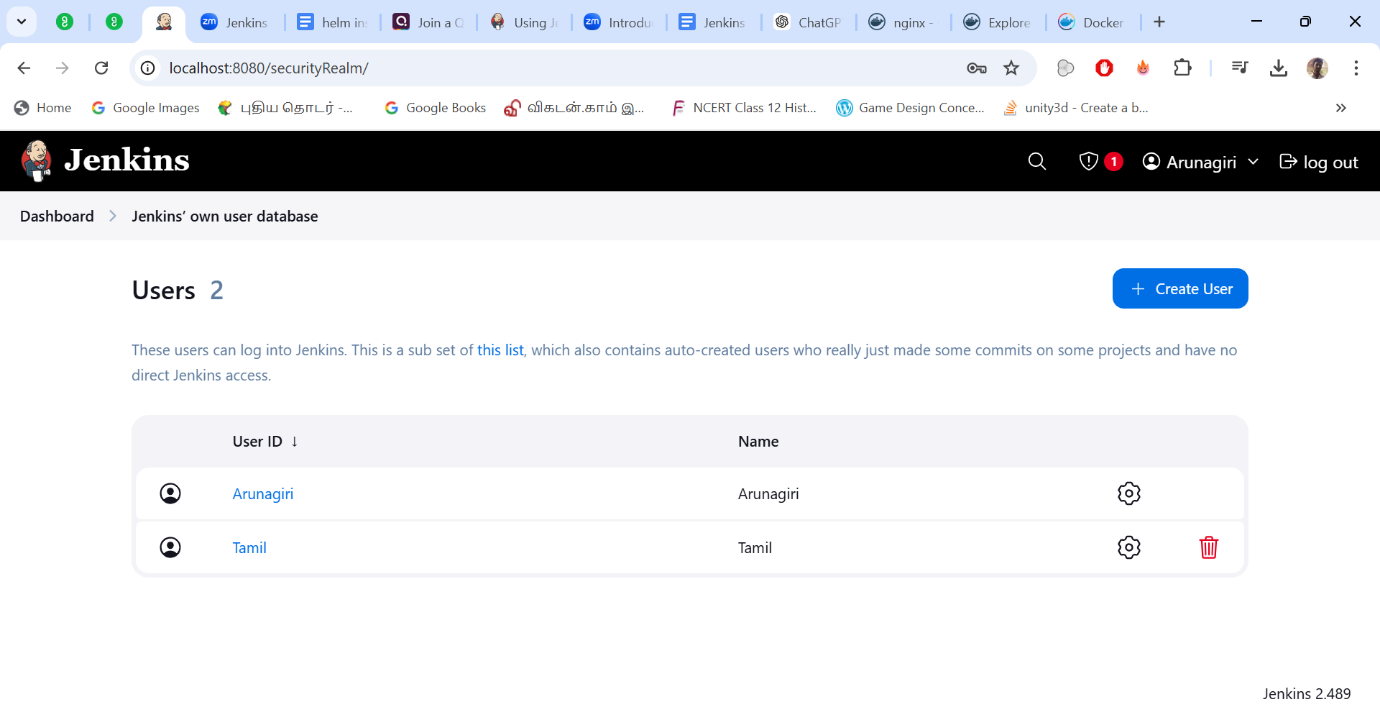 Jenkins
helm in
Join a Q
Using Je
Introdu
Jenkins
ChatGP
nginx -
Explore
Docker
localhost:8080/securityRealm/
Home
Google Images
புதிய தொடர் -...
Google Books
விகடன்.காம் இ...
NCERT Class 12 Hist...
Game Design Conce...
unity3d - Create a b...
Jenkins
1
Arunagiri
log out
Dashboard
Jenkins’ own user database
Users 2
Create User
These users can log into Jenkins. This is a sub set of this list, which also contains auto-created users who really just made some commits on some projects and have no
direct Jenkins access.
User ID ↓ Name
Arunagiri Arunagiri
Tamil Tamil
Jenkins 2.489